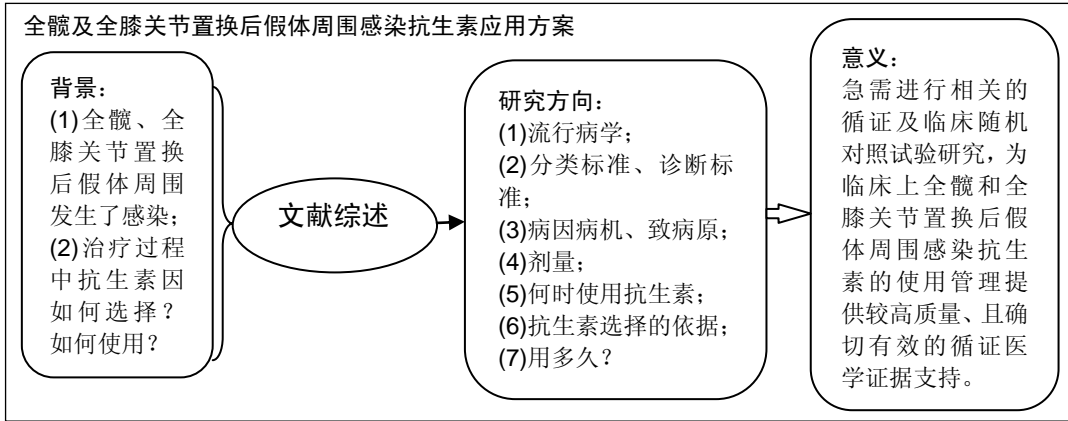 全髋及全膝关节置换后假体周围感染抗生素应用方案
背景：
(1)全髋、全
膝关节置换
后假体周围
发生了感染；
(2)治疗过程
中抗生素因
如何选择？
如何使用？
文献综述
研究方向：
(1)流行病学；
(2)分类标准、诊断标
准；
(3)病因病机、致病原；
(4)剂量；
(5)何时使用抗生素；
(6)抗生素选择的依据；
(7)用多久？
意义：
急需进行相关的
循证及临床随机
对照试验研究，为
临床上全髋和全
膝关节置换后假
体周围感染抗生
素的使用管理提
供较高质量、且确
切有效的循证医
学证据支持。